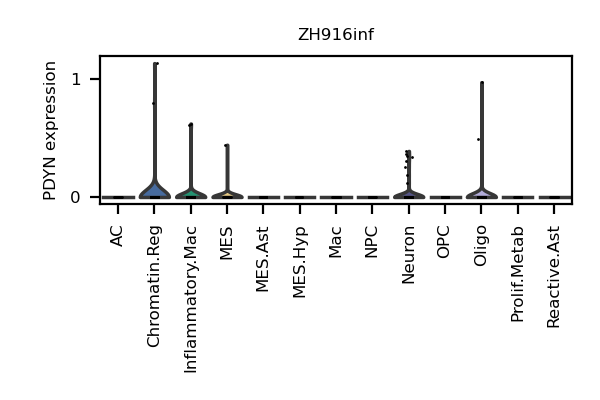 ZH916inf
PDYN expression
1
0
AC
Chromatin.Reg
Inflammatory.Mac
MES
MES.Ast
MES.Hyp
Mac
NPC
Neuron
OPC
Oligo
Prolif.Metab
Reactive.Ast